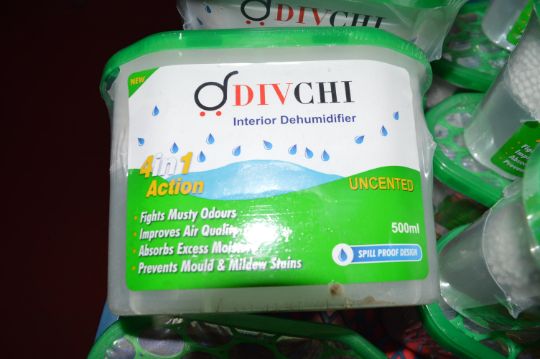 DIVCHI
NEW
DIVCHI
Interior Dehumidifier
4in1
Action
UNCENTED
• Fights Musty Odours
• Improves Air Quality
• Absorbs Excess Moisture
• Prevents Mould & Mildew Stains
500ml
SPILL PROOF DESIGN